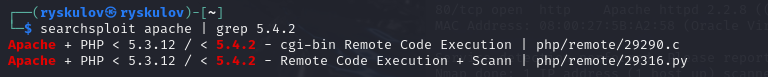 ┌──(ryskulov㉿ryskulov)-[~]
└─$ searchsploit apache | grep 5.4.2
Apache + PHP < 5.3.12 / < 5.4.2 - cgi-bin Remote Code Execution | php/remote/29290.c
Apache + PHP < 5.3.12 / < 5.4.2 - Remote Code Execution + Scann | php/remote/29316.py